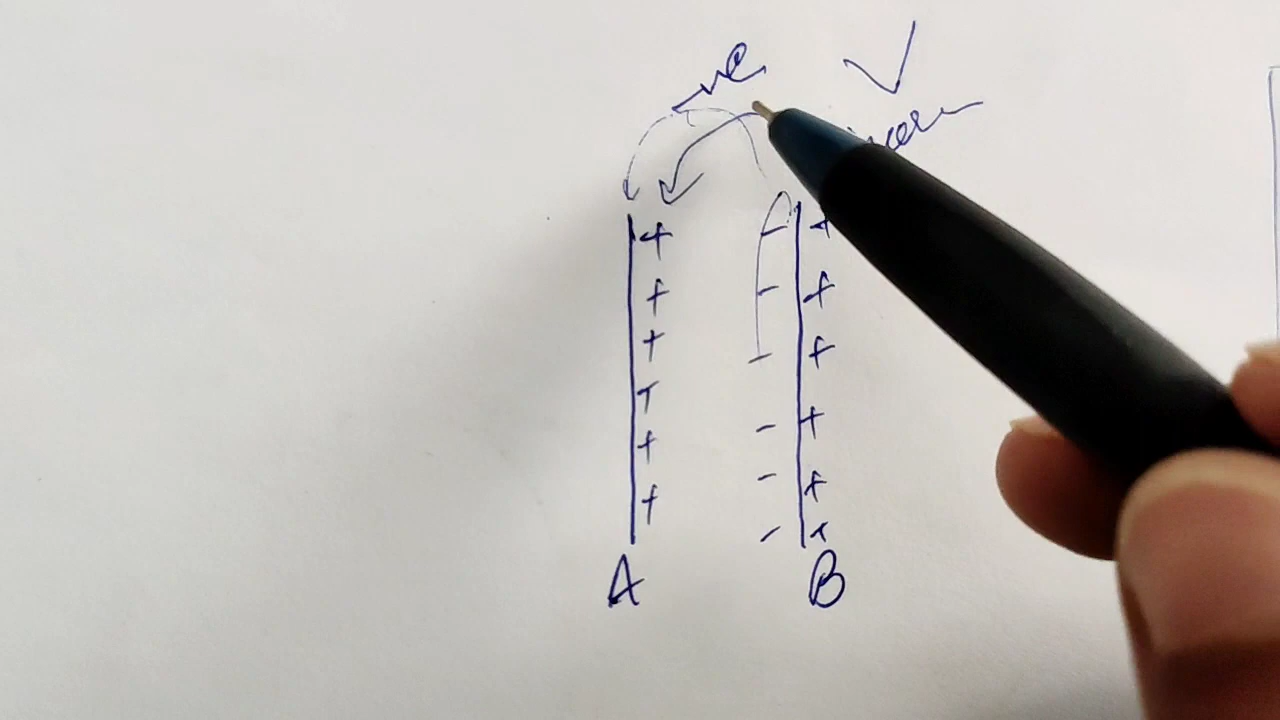 -ve
V
+ - +
+ - +
+ - +
+ - +
+ - +
+ - +
A B